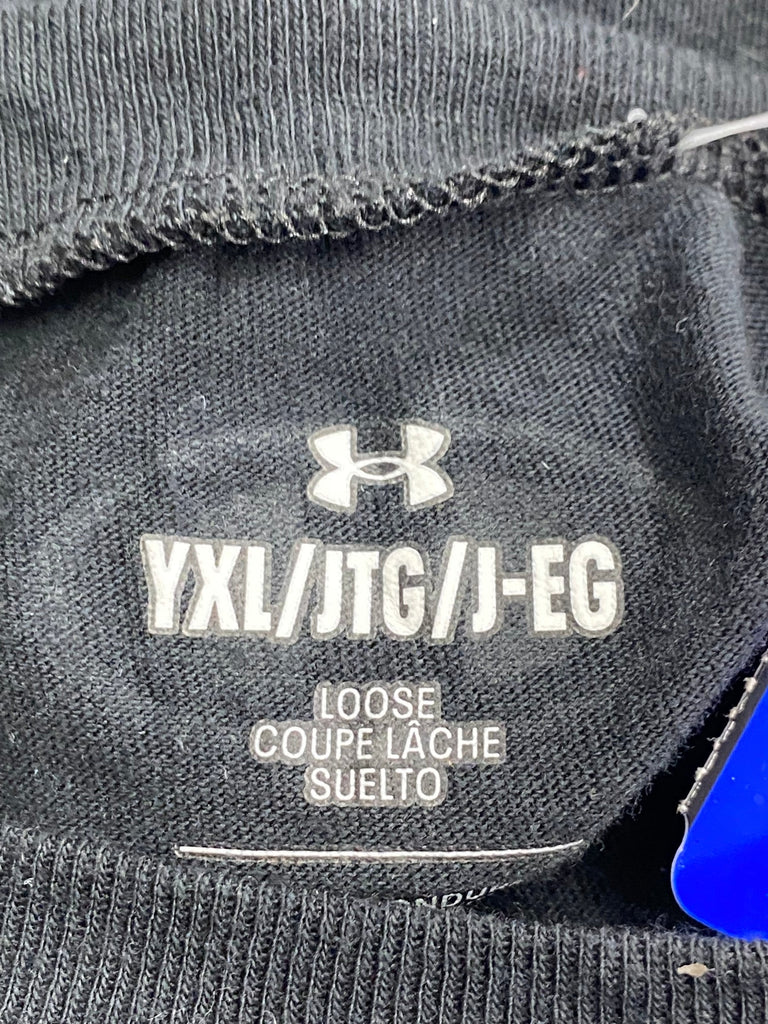 YXL/JTG/J-EG
LOOSE
COUPE LÂCHE
SUELTO